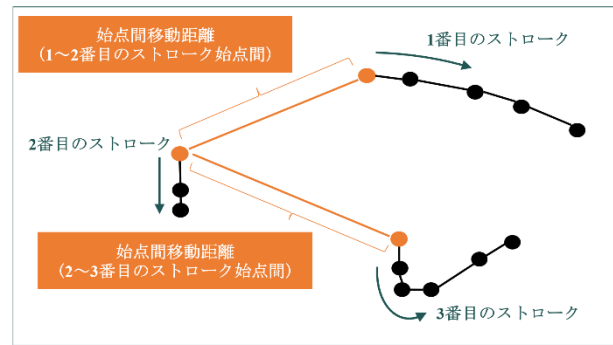 始点間移動距離
（1～2番目のストローク始点間）
1番目のストローク
2番目のストローク
始点間移動距離
（2～3番目のストローク始点間）
3番目のストローク